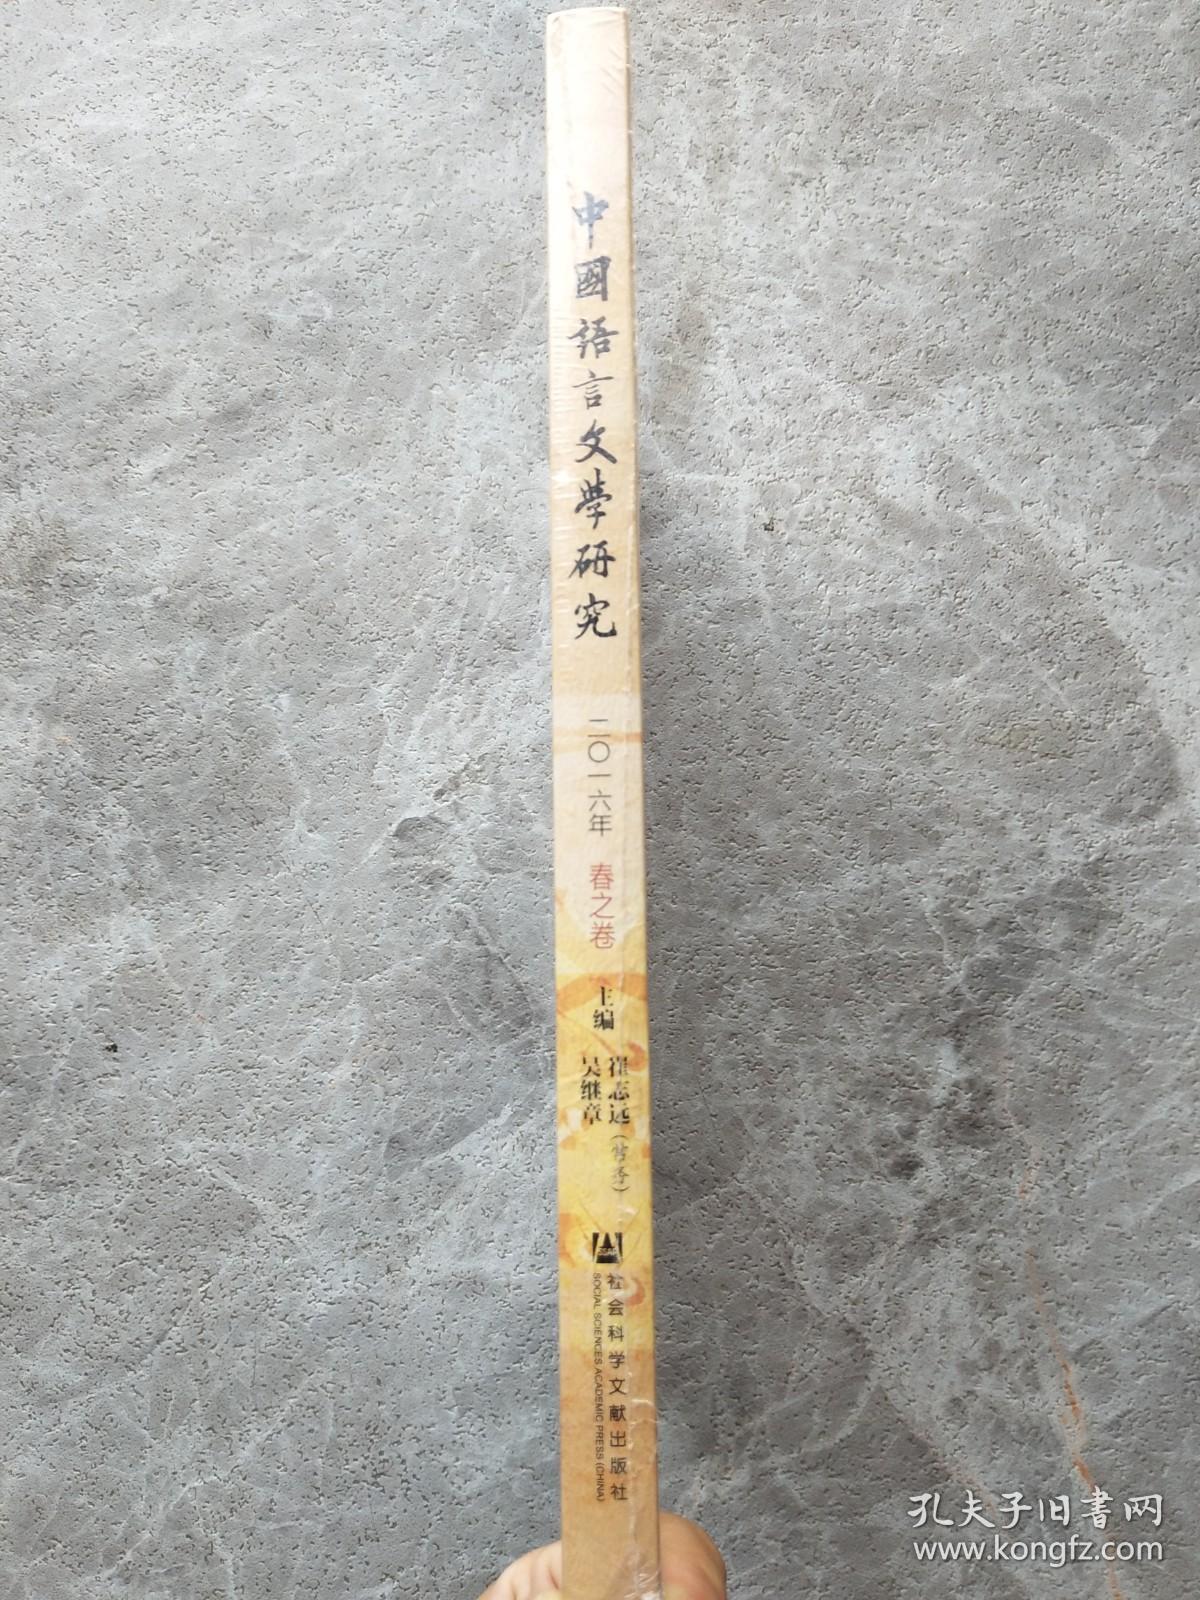 中國語言文學研究
二〇一六年 春之卷
主编
崔志远(常务)
吴继章
社会科学文献出版社
SOCIAL SCIENCES ACADEMIC PRESS (CHINA)
孔夫子旧书网
www.kongfz.com